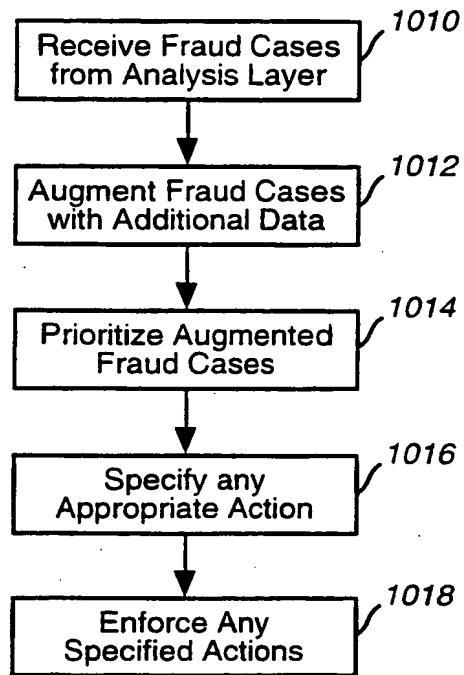 1010
Receive Fraud Cases
from Analysis Layer
1012
Augment Fraud Cases
with Additional Data
1014
Prioritize Augmented
Fraud Cases
1016
Specify any
Appropriate Action
1018
Enforce Any
Specified Actions